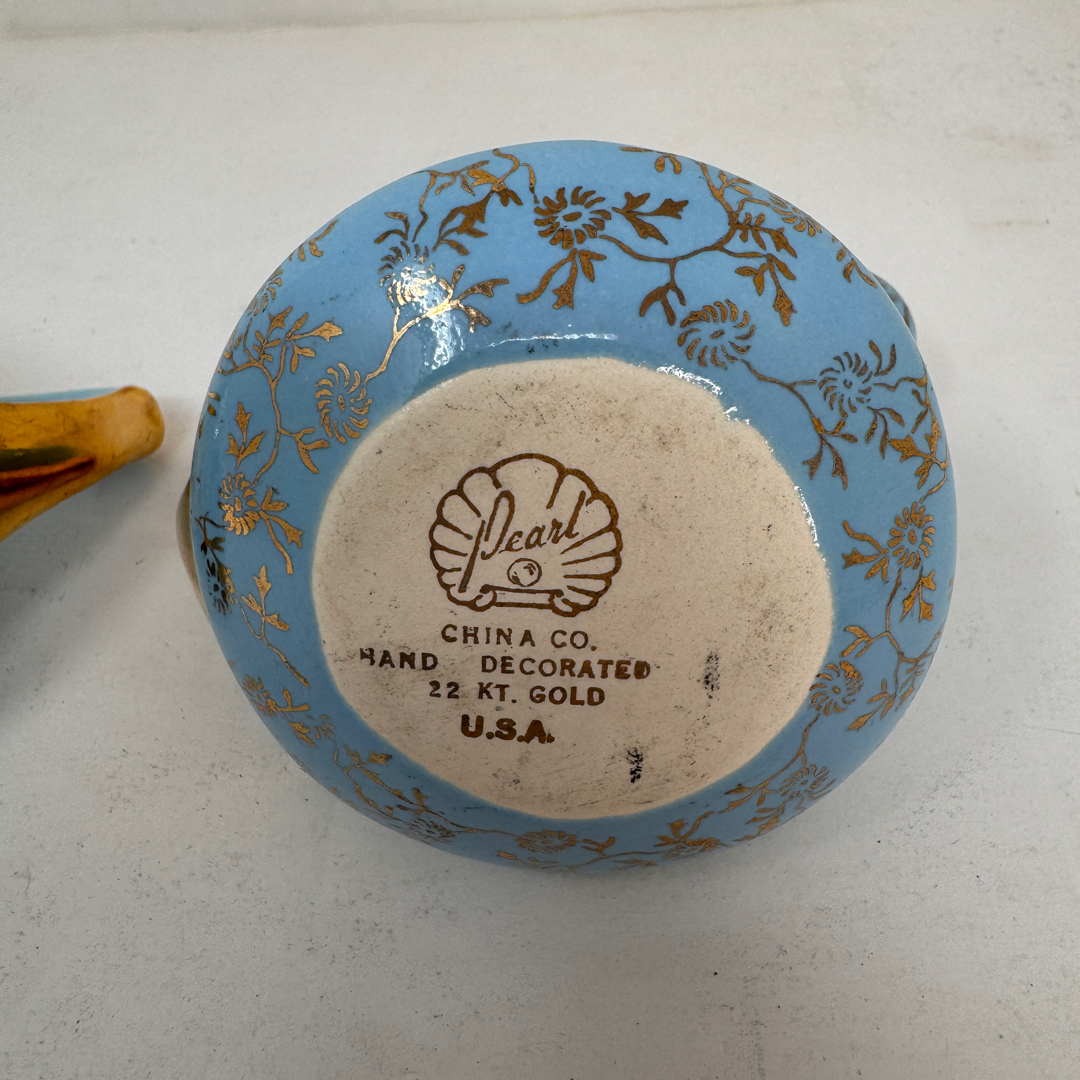 Pearl
CHINA CO.
HAND DECORATED
22 KT. GOLD
U.S.A.